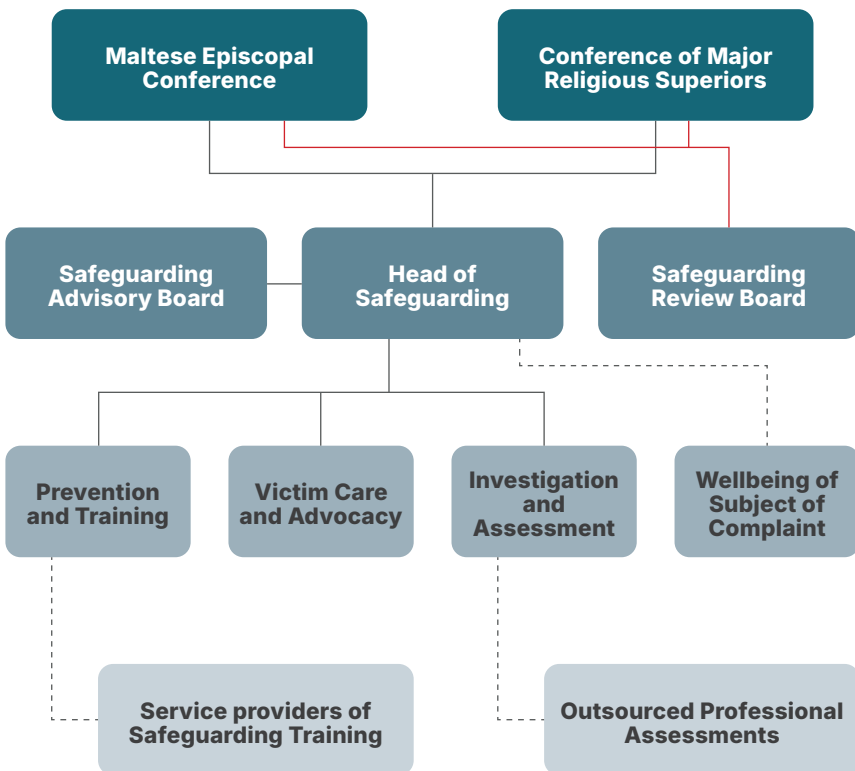 Maltese Episcopal
Conference
Conference of Major
Religious Superiors
Safeguarding
Advisory Board
Head of
Safeguarding
Safeguarding
Review Board
Prevention
and Training
Victim Care
and Advocacy
Investigation
and
Assessment
Wellbeing of
Subject of
Complaint
Service providers of
Safeguarding Training
Outsourced Professional
Assessments